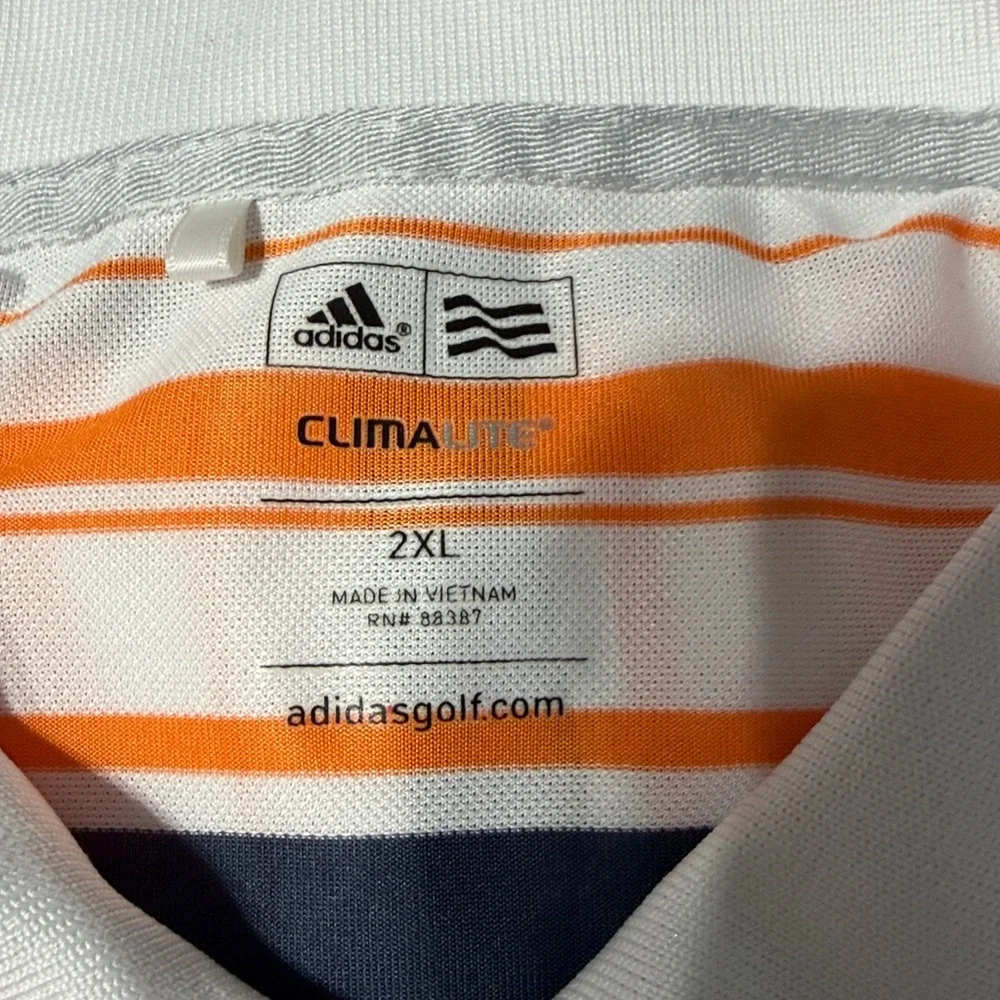 adidas®
CLIMALITE®
2XL
MADE IN VIETNAM
RN# 88387
adidasgolf.com